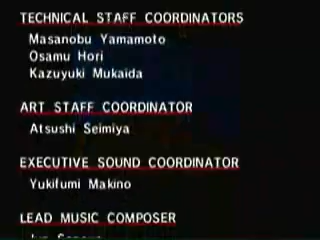 TECHNICAL STAFF COORDINATORS
Masanobu Yamamoto
Osamu Hori
Kazuyuki Mukaida
ART STAFF COORDINATOR
Atsushi Seimiya
EXECUTIVE SOUND COORDINATOR
Yukifumi Makino
LEAD MUSIC COMPOSER